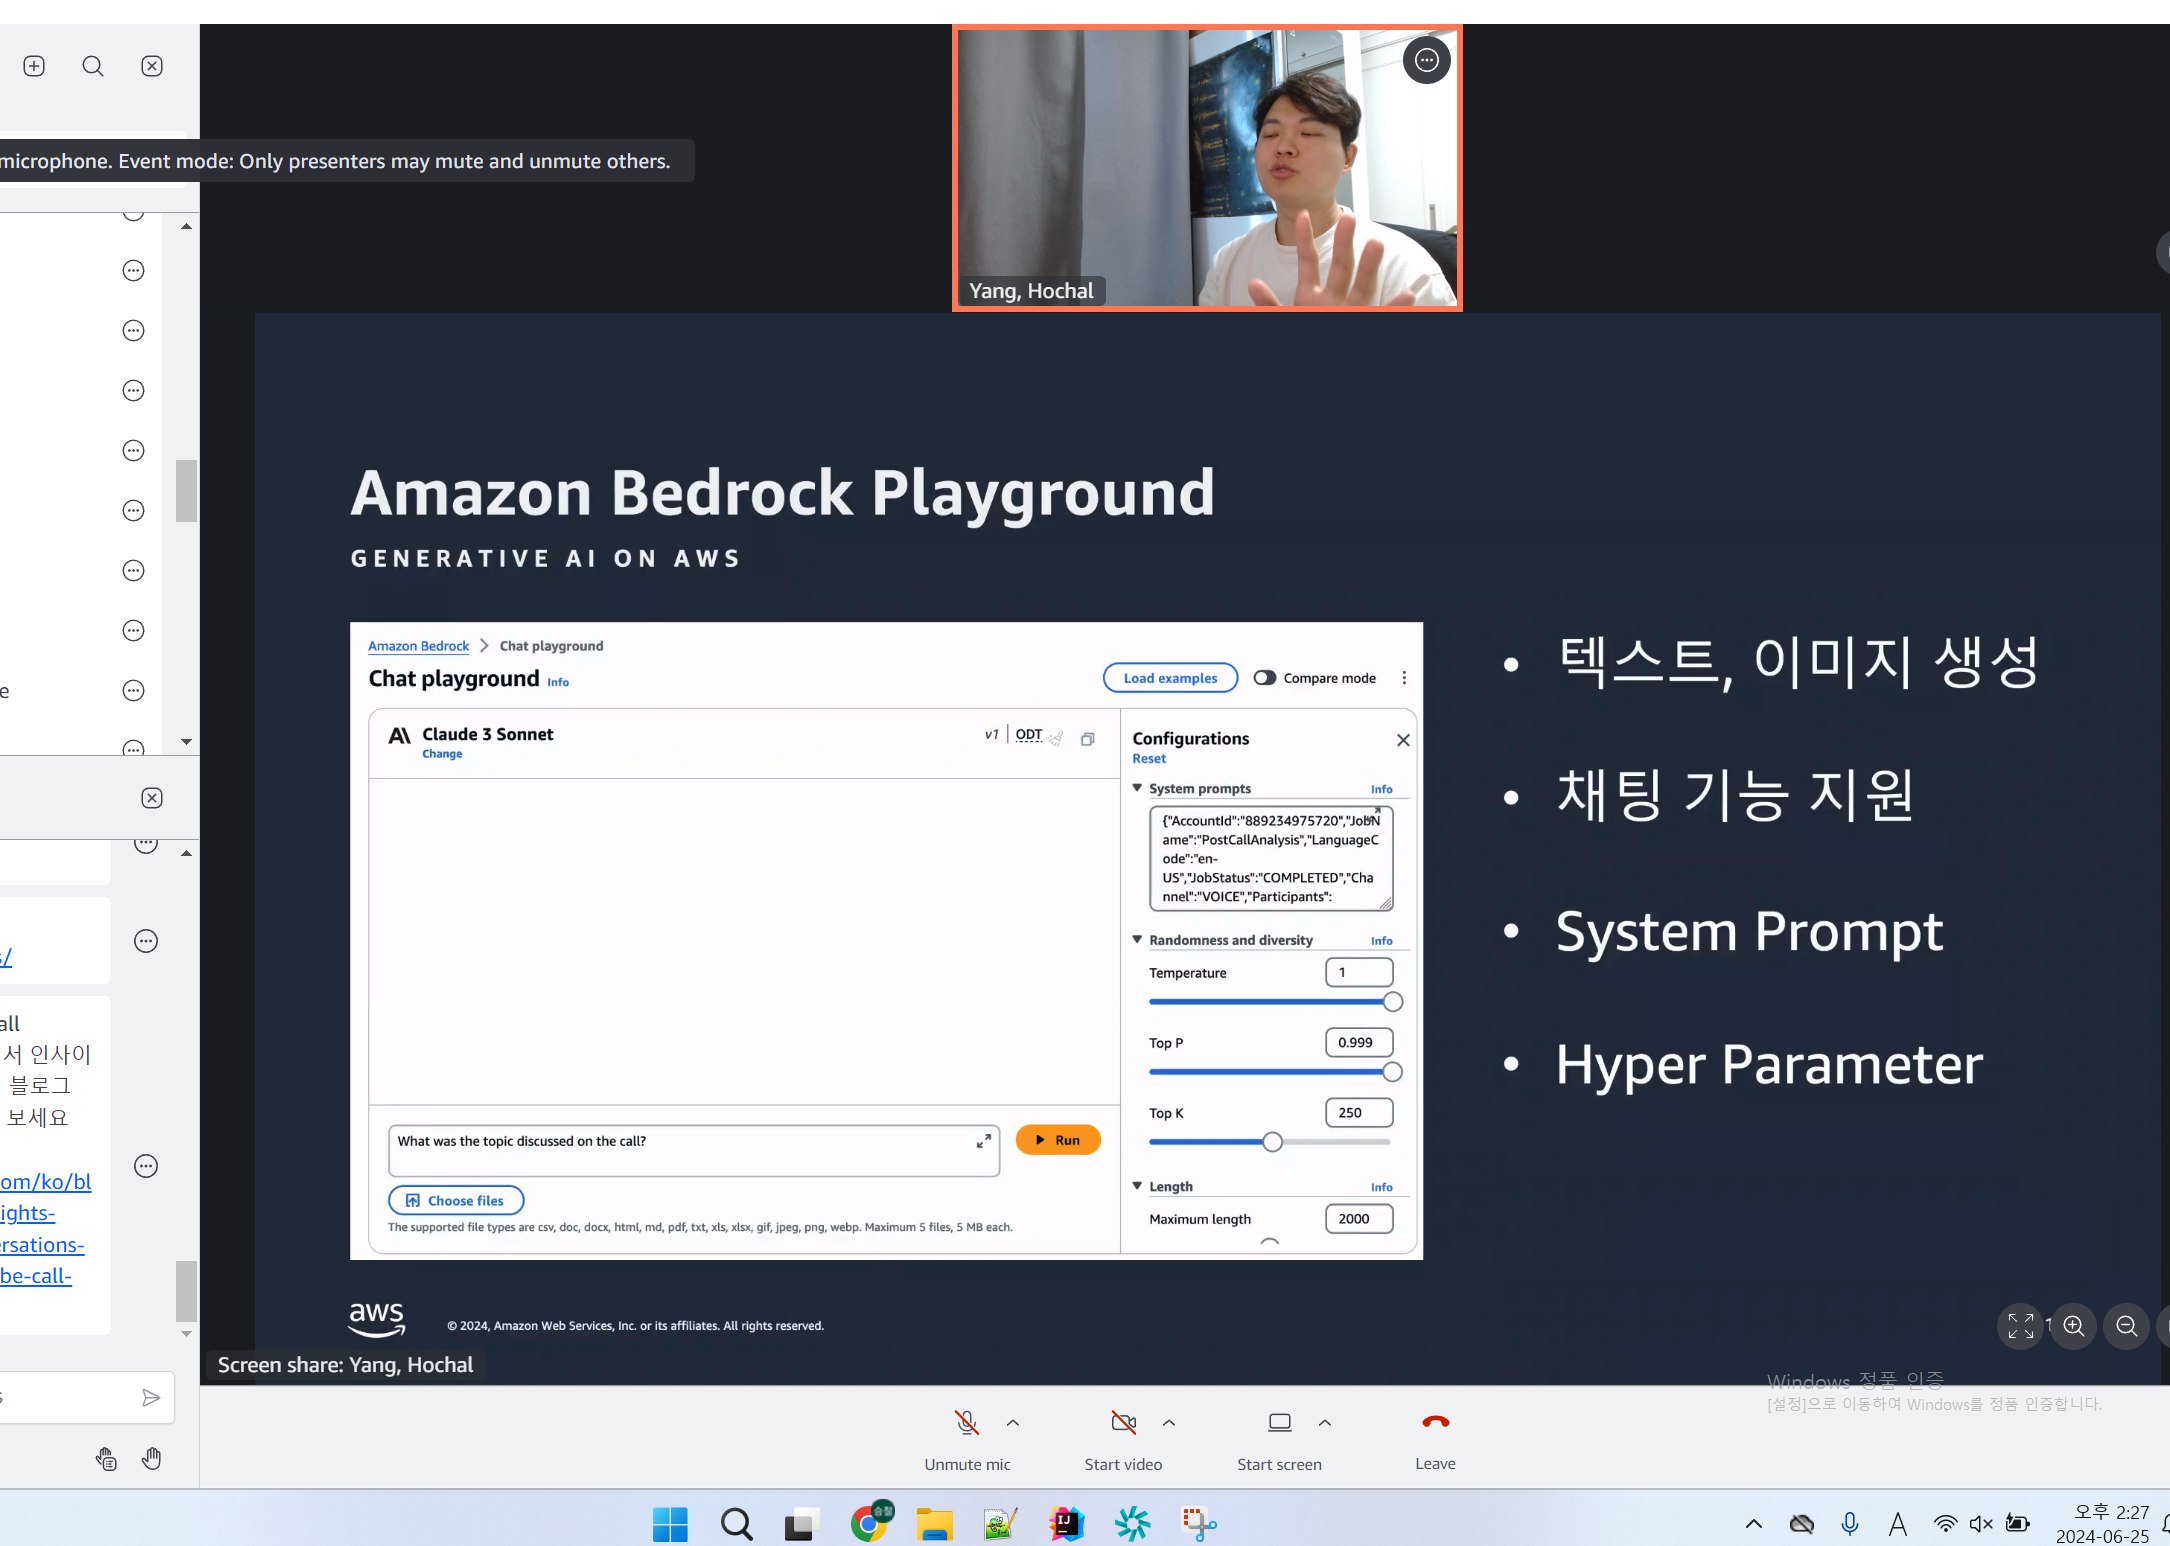 microphone. Event mode: Only presenters may mute and unmute others.
Yang, Hochal
e
s/
all
서 인사이
블로그
보세요
om/ko/bl
ights-
ersations-
be-call-
s
Amazon Bedrock Playground
GENERATIVE AI ON AWS
Amazon Bedrock > Chat playground
Chat playground Info
Load examples
Compare mode
Claude 3 Sonnet
Change
v1 | ODT
Configurations
Reset
System prompts Info
{"AccountId":"889234975720","JobN
ame":"PostCallAnalysis","LanguageC
ode":"en-
US","JobStatus":"COMPLETED","Cha
nnel":"VOICE","Participants":
Randomness and diversity Info
Temperature 1
Top P 0.999
Top K 250
Length Info
Maximum length 2000
What was the topic discussed on the call?
Run
Choose files
The supported file types are csv, doc, docx, html, md, pdf, txt, xls, xlsx, gif, jpeg, png, webp. Maximum 5 files, 5 MB each.
• 텍스트, 이미지 생성
• 채팅 기능 지원
• System Prompt
• Hyper Parameter
aws
© 2024, Amazon Web Services, Inc. or its affiliates. All rights reserved.
Screen share: Yang, Hochal
Windows 정품 인증
[설정]으로 이동하여 Windows를 정품 인증합니다.
Unmute mic
Start video
Start screen
Leave
A
오후 2:27
2024-06-25